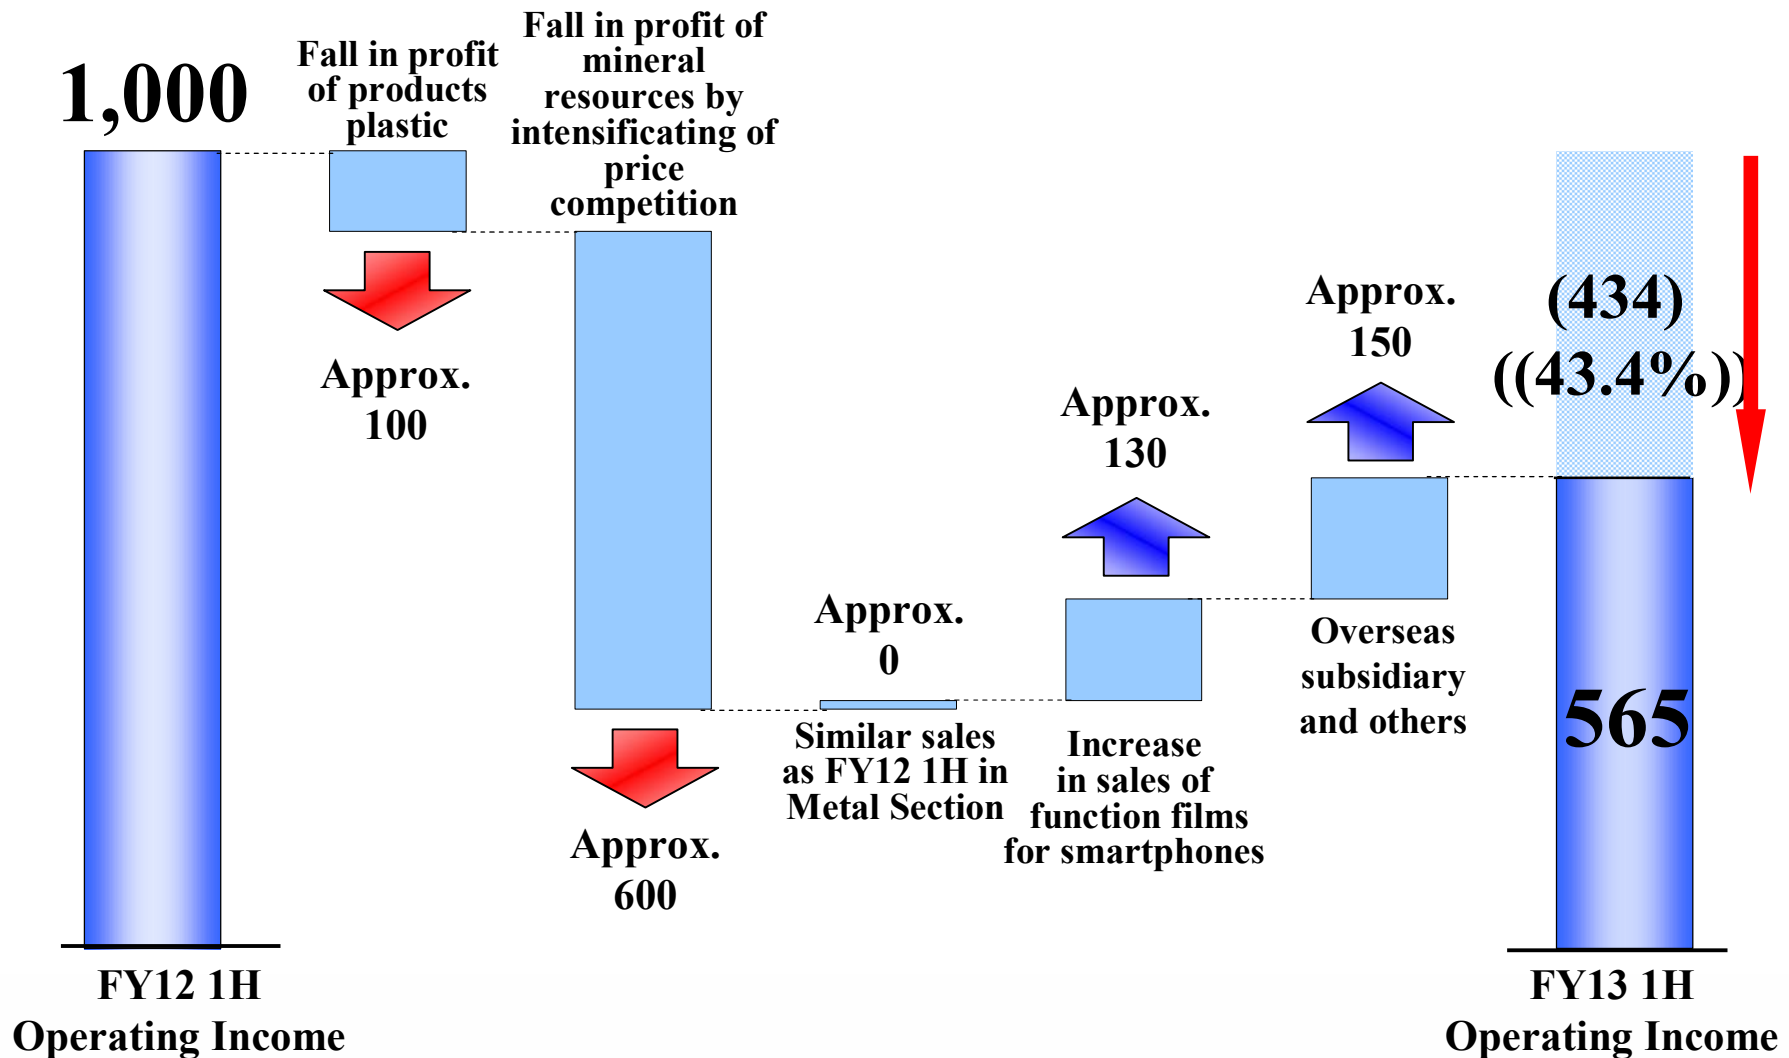 1,000
Fall in profit
of products
plastic
Fall in profit of
mineral
resources by
intensificating of
price
competition
Approx.
100
Approx.
600
Approx.
0
Similar sales
as FY12 1H in
Metal Section
Approx.
130
Increase
in sales of
function films
for smartphones
Approx.
150
Overseas
subsidiary
and others
(434)
((43.4%))
565
FY12 1H
Operating Income
FY13 1H
Operating Income